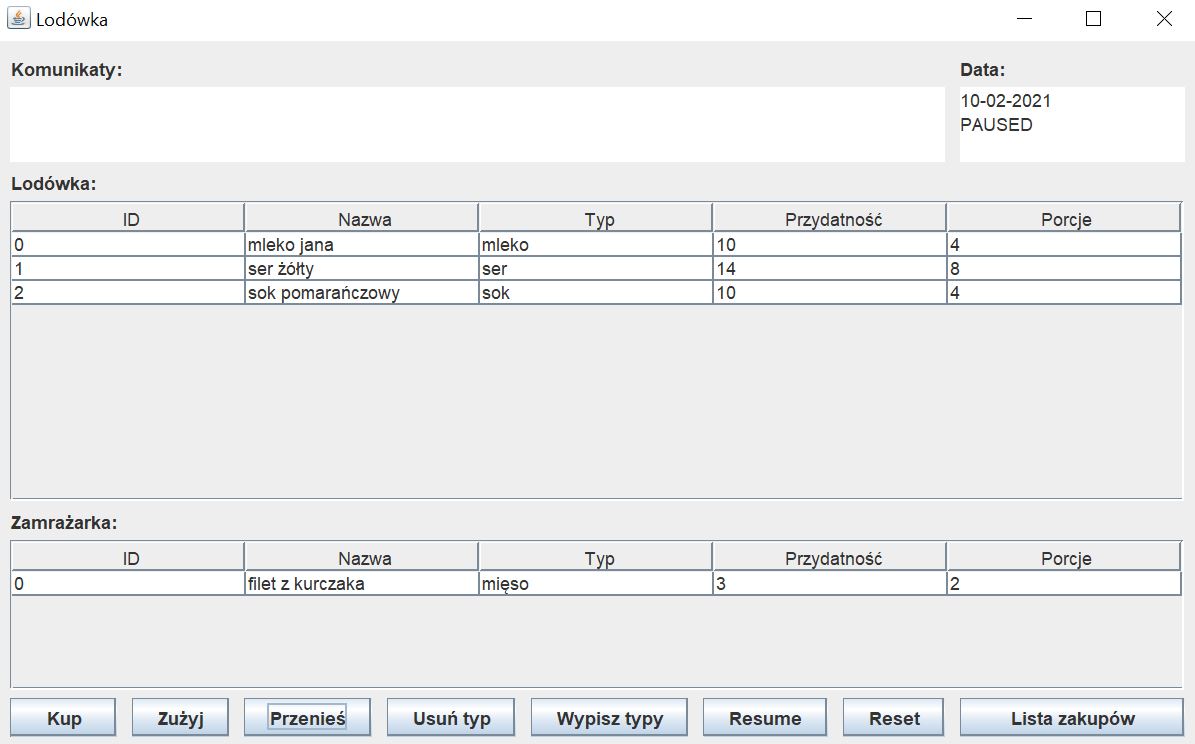 Lodówka
Komunikaty: Data:
10-02-2021
PAUSED
Lodówka:
ID Nazwa Typ Przydatność Porcje
0 mleko jana mleko 10 4
1 ser żółty ser 14 8
2 sok pomarańczowy sok 10 4
Zamrażarka:
ID Nazwa Typ Przydatność Porcje
0 filet z kurczaka mięso 3 2
Kup Zużyj Przenieś Usuń typ Wypisz typy Resume Reset Lista zakupów